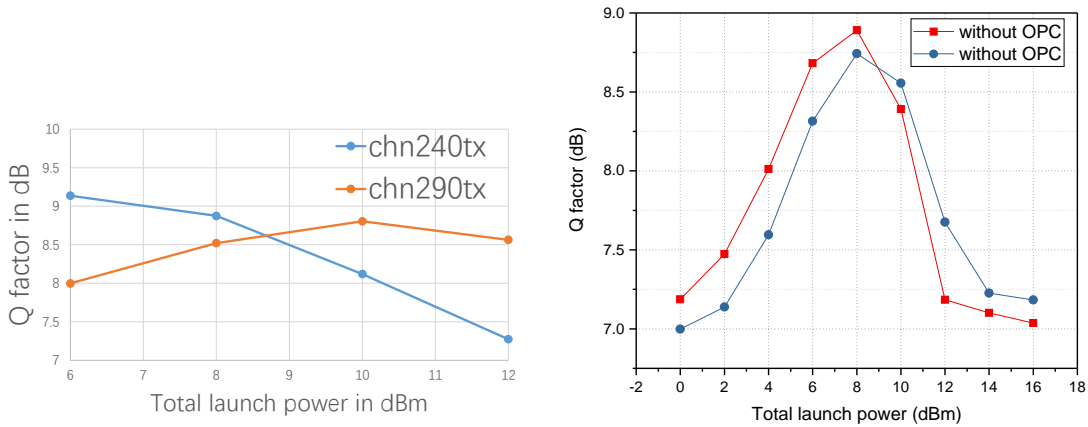 10
9.5
9
8.5
8
7.5
7
6 7 8 9 10 11 12
Q factor in dB
Total launch power in dBm
chn240tx
chn290tx
9.0
8.5
8.0
7.5
7.0
-2 0 2 4 6 8 10 12 14 16 18
Q factor (dB)
Total launch power (dBm)
without OPC
without OPC